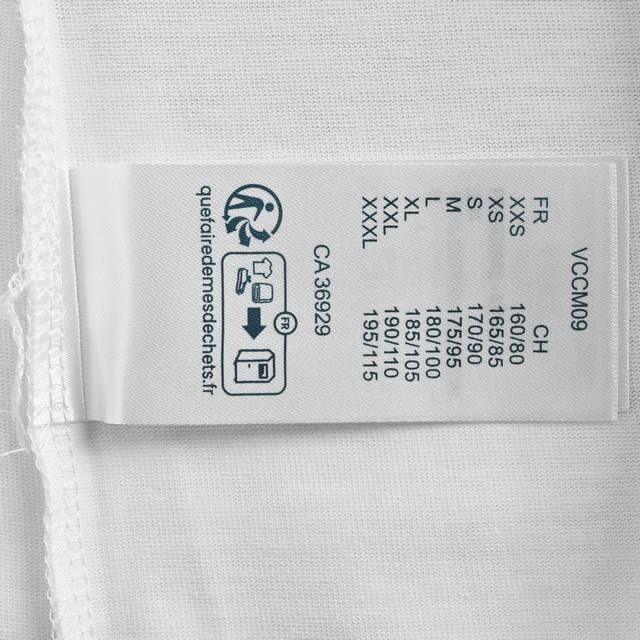 VCCM09
FR CH
XXS 160/80
XS 165/85
S 170/90
M 175/95
L 180/100
XL 185/105
XXL 190/110
XXXL 195/115
CA 36929
FR
quefairedemesdechets.fr